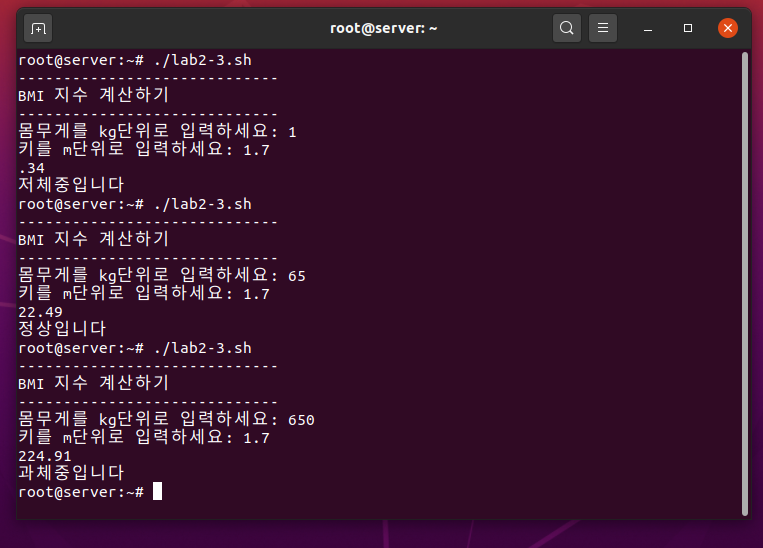 root@server: ~
root@server:~# ./lab2-3.sh
-----------------------------
BMI 지수 계산하기
-----------------------------
몸무게를 kg단위로 입력하세요: 1
키를 m단위로 입력하세요: 1.7
.34
저체중입니다
root@server:~# ./lab2-3.sh
-----------------------------
BMI 지수 계산하기
-----------------------------
몸무게를 kg단위로 입력하세요: 65
키를 m단위로 입력하세요: 1.7
22.49
정상입니다
root@server:~# ./lab2-3.sh
-----------------------------
BMI 지수 계산하기
-----------------------------
몸무게를 kg단위로 입력하세요: 650
키를 m단위로 입력하세요: 1.7
224.91
과체중입니다
root@server:~#